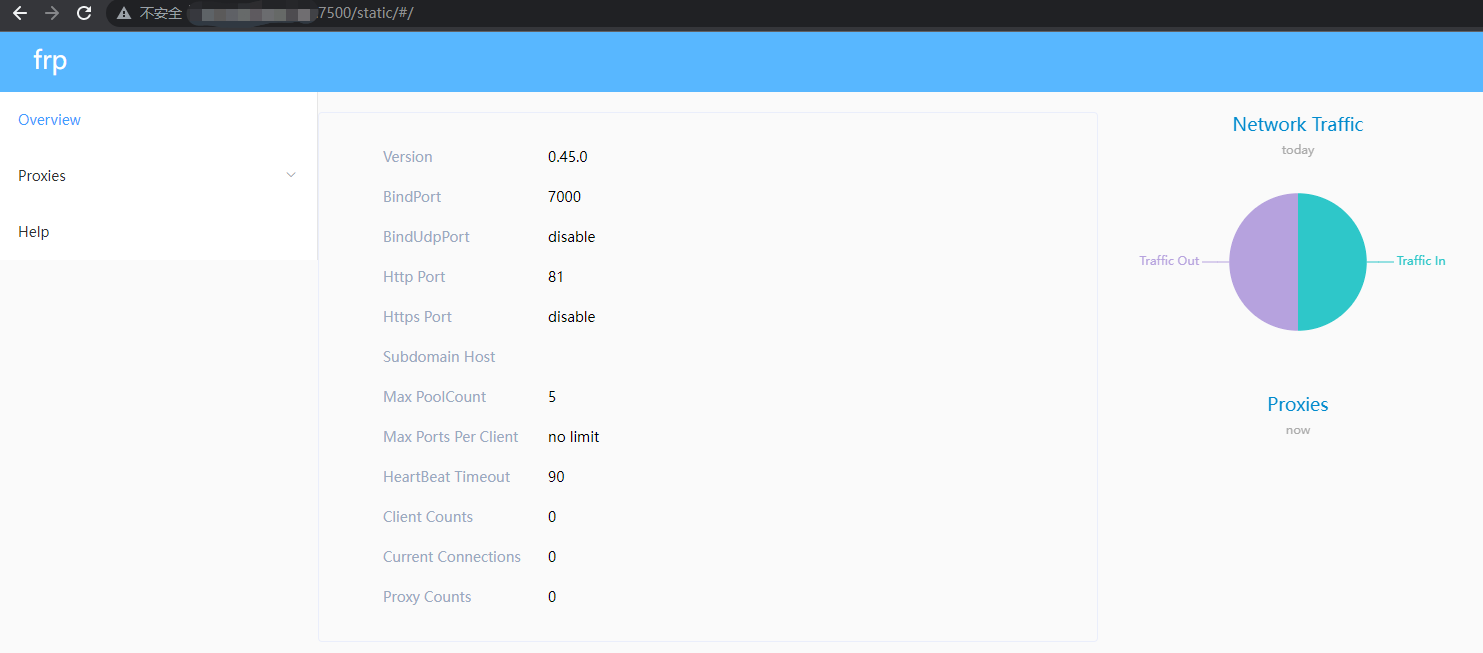 不安全 :7500/static/#/
frp
Overview
Proxies
Help
Version 0.45.0
BindPort 7000
BindUdpPort disable
Http Port 81
Https Port disable
Subdomain Host
Max PoolCount 5
Max Ports Per Client no limit
HeartBeat Timeout 90
Client Counts 0
Current Connections 0
Proxy Counts 0
Network Traffic
today
Traffic Out
Traffic In
Proxies
now